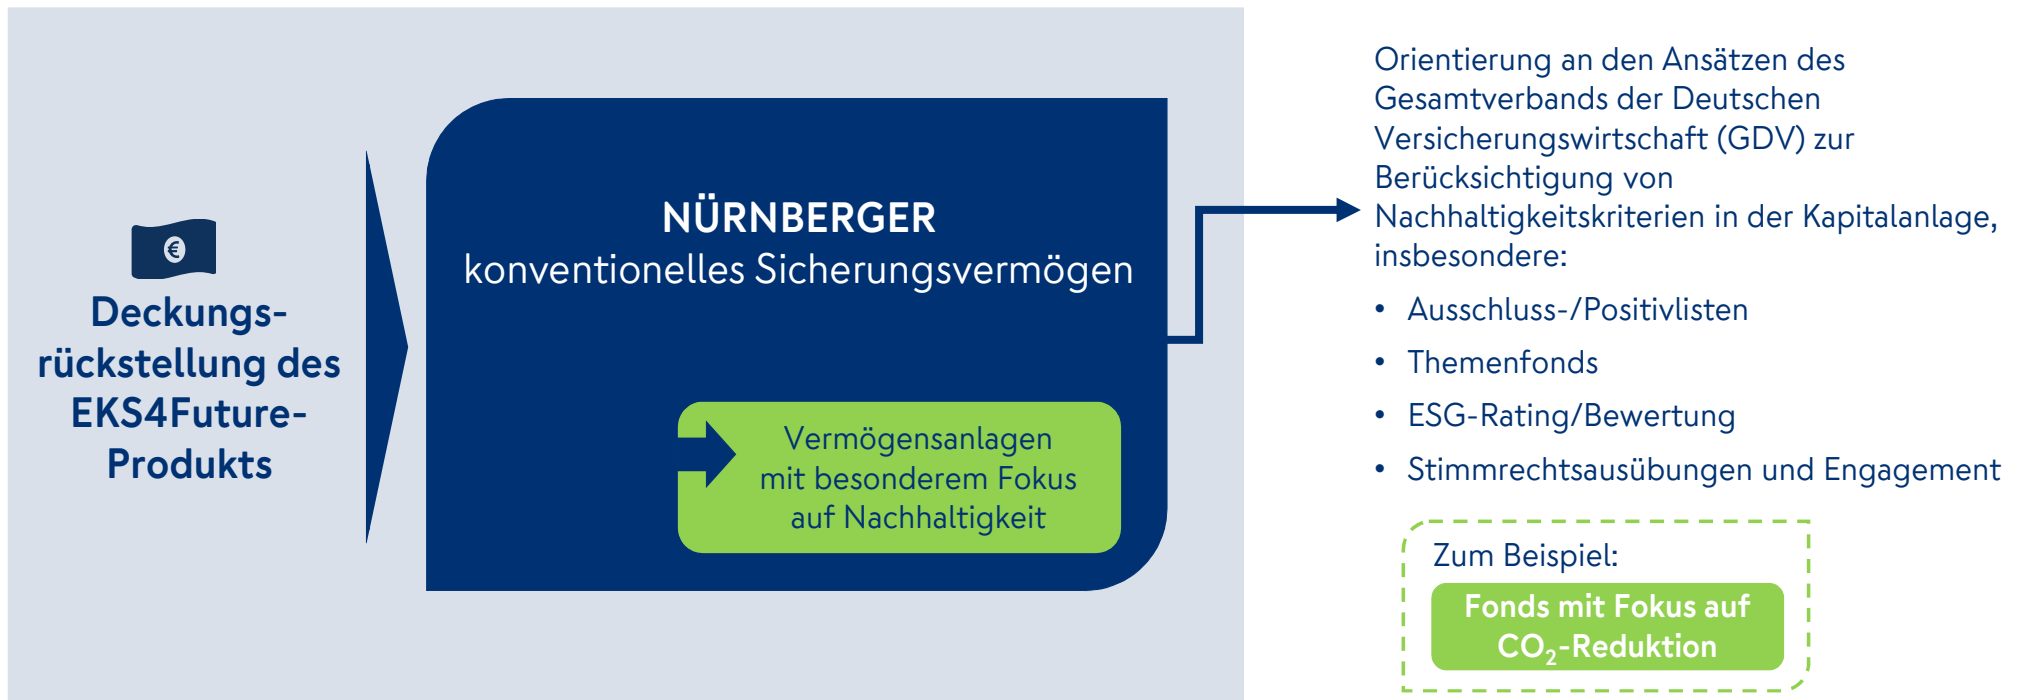 €
Deckungs-
rückstellung des
EKS4Future-
Produkts
NÜRNBERGER
konventionelles Sicherungsvermögen
Vermögensanlagen
mit besonderem Fokus
auf Nachhaltigkeit
Orientierung an den Ansätzen des
Gesamtverbands der Deutschen
Versicherungswirtschaft (GDV) zur
Berücksichtigung von
Nachhaltigkeitskriterien in der Kapitalanlage,
insbesondere:
• Ausschluss-/Positivlisten
• Themenfonds
• ESG-Rating/Bewertung
• Stimmrechtsausübungen und Engagement
Zum Beispiel:
Fonds mit Fokus auf
CO₂-Reduktion